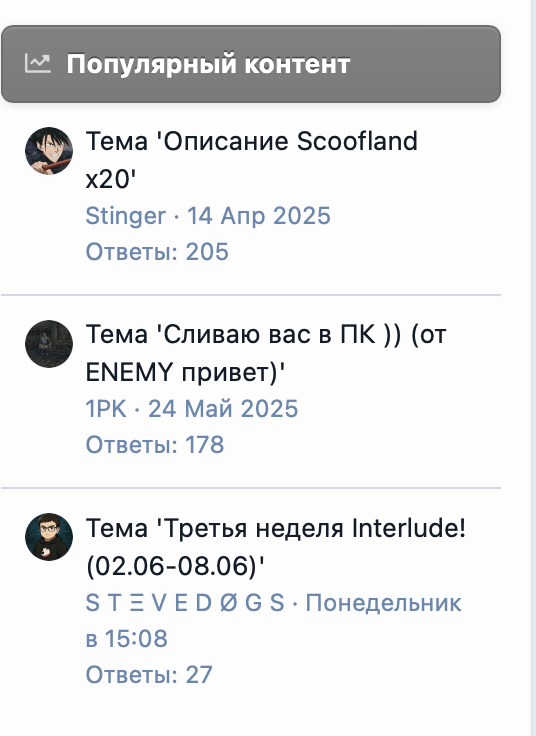 Популярный контент
Тема 'Описание Scoofland
x20'
Stinger · 14 Апр 2025
Ответы: 205
Тема 'Сливаю вас в ПК )) (от
ENEMY привет)'
1PK · 24 Май 2025
Ответы: 178
Тема 'Третья неделя Interlude!
(02.06-08.06)'
S T Ξ V E D Ø G S · Понедельник
в 15:08
Ответы: 27